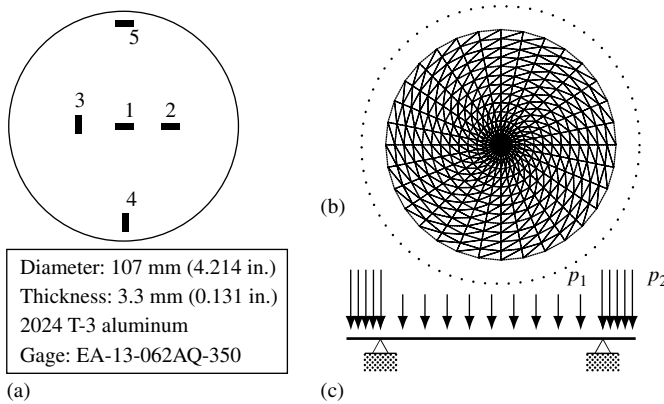 5
3
1
2
4
Diameter: 107 mm (4.214 in.)
Thickness: 3.3 mm (0.131 in.)
2024 T-3 aluminum
Gage: EA-13-062AQ-350
(a)
(b)
p1
p2
(c)